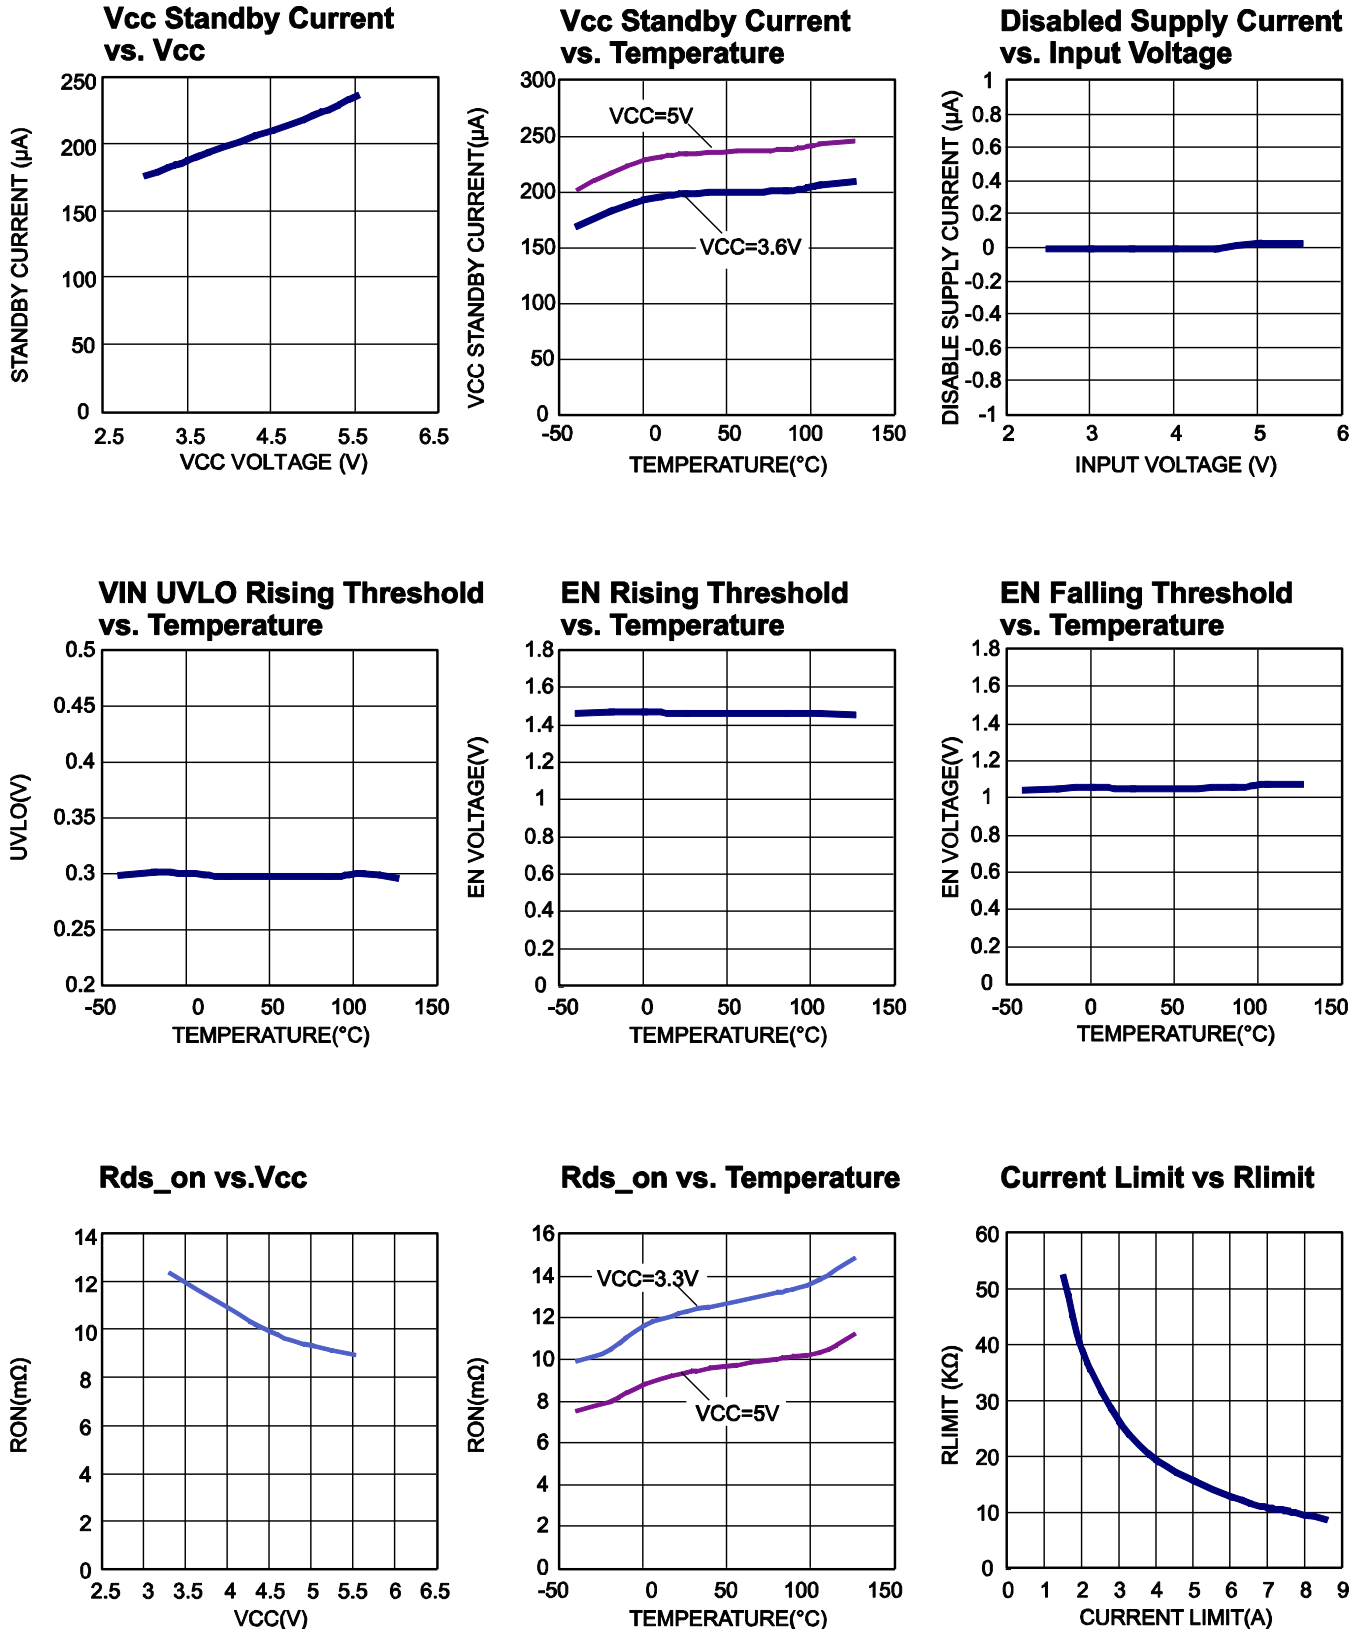 Vcc Standby Current
vs. Vcc
250
200
150
100
50
0
2.5 3.5 4.5 5.5 6.5
STANDBY CURRENT (µA)
VCC VOLTAGE (V)
Vcc Standby Current
vs. Temperature
300
250
200
150
100
50
0
-50 0 50 100 150
VCC STANDBY CURRENT(µA)
TEMPERATURE(°C)
VCC=5V
VCC=3.6V
Disabled Supply Current
vs. Input Voltage
1
0.8
0.6
0.4
0.2
0
-0.2
-0.4
-0.6
-0.8
-1
2 3 4 5 6
DISABLE SUPPLY CURRENT (µA)
INPUT VOLTAGE (V)
VIN UVLO Rising Threshold
vs. Temperature
0.5
0.45
0.4
0.35
0.3
0.25
0.2
-50 0 50 100 150
UVLO(V)
TEMPERATURE(°C)
EN Rising Threshold
vs. Temperature
1.8
1.6
1.4
1.2
1
0.8
0.6
0.4
0.2
0
-50 0 50 100 150
EN VOLTAGE(V)
TEMPERATURE(°C)
EN Falling Threshold
vs. Temperature
1.8
1.6
1.4
1.2
1
0.8
0.6
0.4
0.2
0
-50 0 50 100 150
EN VOLTAGE(V)
TEMPERATURE(°C)
Rds_on vs.Vcc
14
12
10
8
6
4
2
0
2.5 3 3.5 4 4.5 5 5.5 6 6.5
RON(mΩ)
VCC(V)
Rds_on vs. Temperature
16
14
12
10
8
6
4
2
0
-50 0 50 100 150
RON(mΩ)
TEMPERATURE(°C)
VCC=3.3V
VCC=5V
Current Limit vs Rlimit
60
50
40
30
20
10
0
0 1 2 3 4 5 6 7 8 9
RLIMIT (KΩ)
CURRENT LIMIT(A)